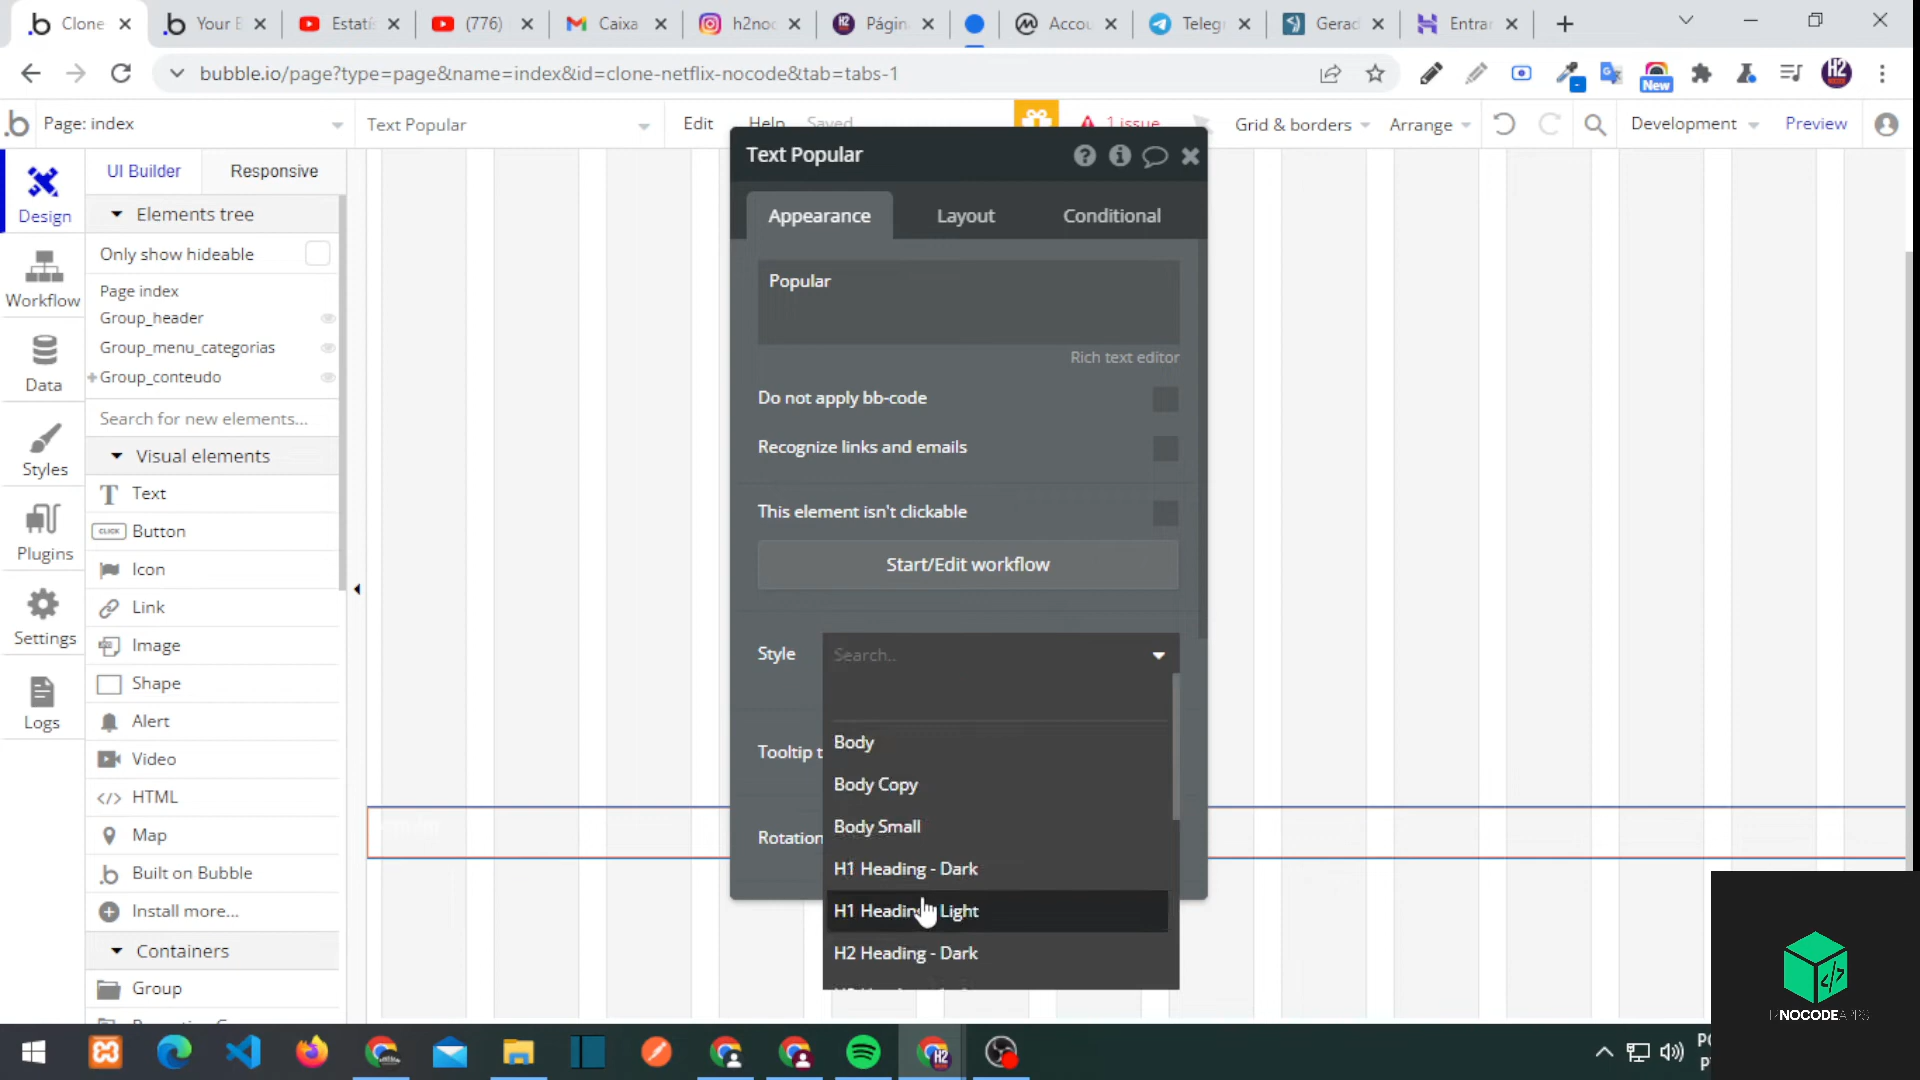 Clone
Your B
Estatís
(776)
Caixa
h2noc
Págin
Accou
Telegr
Gerad
Entrar
bubble.io/page?type=page&name=index&id=clone-netflix-nocode&tab=tabs-1
New
H2
Page: index
Text Popular
Edit
Help
Saved
1 issue
Grid & borders
Arrange
Development
Preview
Design
Workflow
Data
Styles
Plugins
Settings
Logs
UI Builder
Responsive
Elements tree
Only show hideable
Page index
Group_header
Group_menu_categorias
Group_conteudo
Search for new elements...
Visual elements
Text
CLICK Button
Icon
Link
Image
Shape
Alert
Video
HTML
Map
Built on Bubble
Install more...
Containers
Group
Text Popular
Appearance
Layout
Conditional
Popular
Rich text editor
Do not apply bb-code
Recognize links and emails
This element isn't clickable
Start/Edit workflow
Style
Search..
Tooltip t
Rotation
Body
Body Copy
Body Small
H1 Heading - Dark
H1 Heading Light
H2 Heading - Dark
NOCODEAPPS